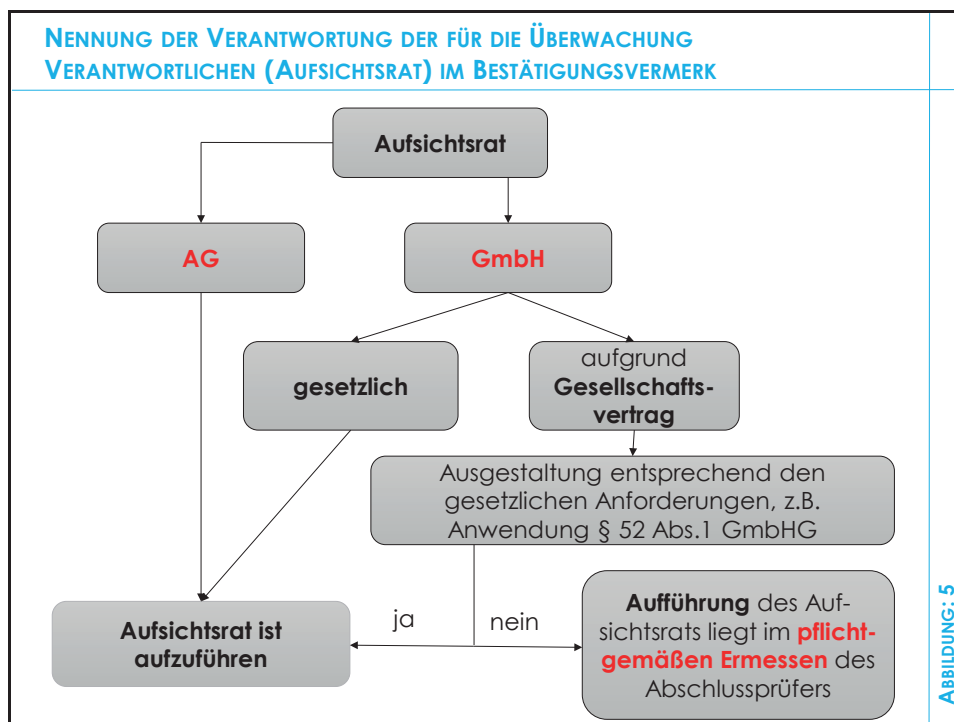 NENNUNG DER VERANTWORTUNG DER FÜR DIE ÜBERWACHUNG
VERANTWORTLICHEN (AUFSICHTSRAT) IM BESTÄTIGUNGSVERMERK
Aufsichtsrat
AG
GmbH
gesetzlich
aufgrund
Gesellschafts-
vertrag
Ausgestaltung entsprechend den
gesetzlichen Anforderungen, z.B.
Anwendung § 52 Abs.1 GmbHG
ja
nein
Aufsichtsrat ist
aufzuführen
Aufführung des Auf-
sichtsrats liegt im pflicht-
gemäßen Ermessen des
Abschlussprüfers
ABBILDUNG: 5